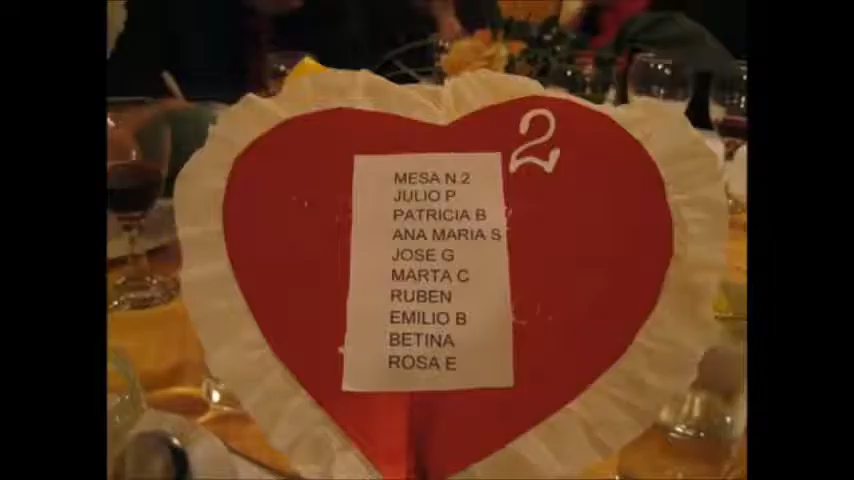 2
MESA N.2
JULIO P
PATRICIA B
ANA MARIA S
JOSE G
MARTA C
RUBEN
EMILIO B
BETINA
ROSA E